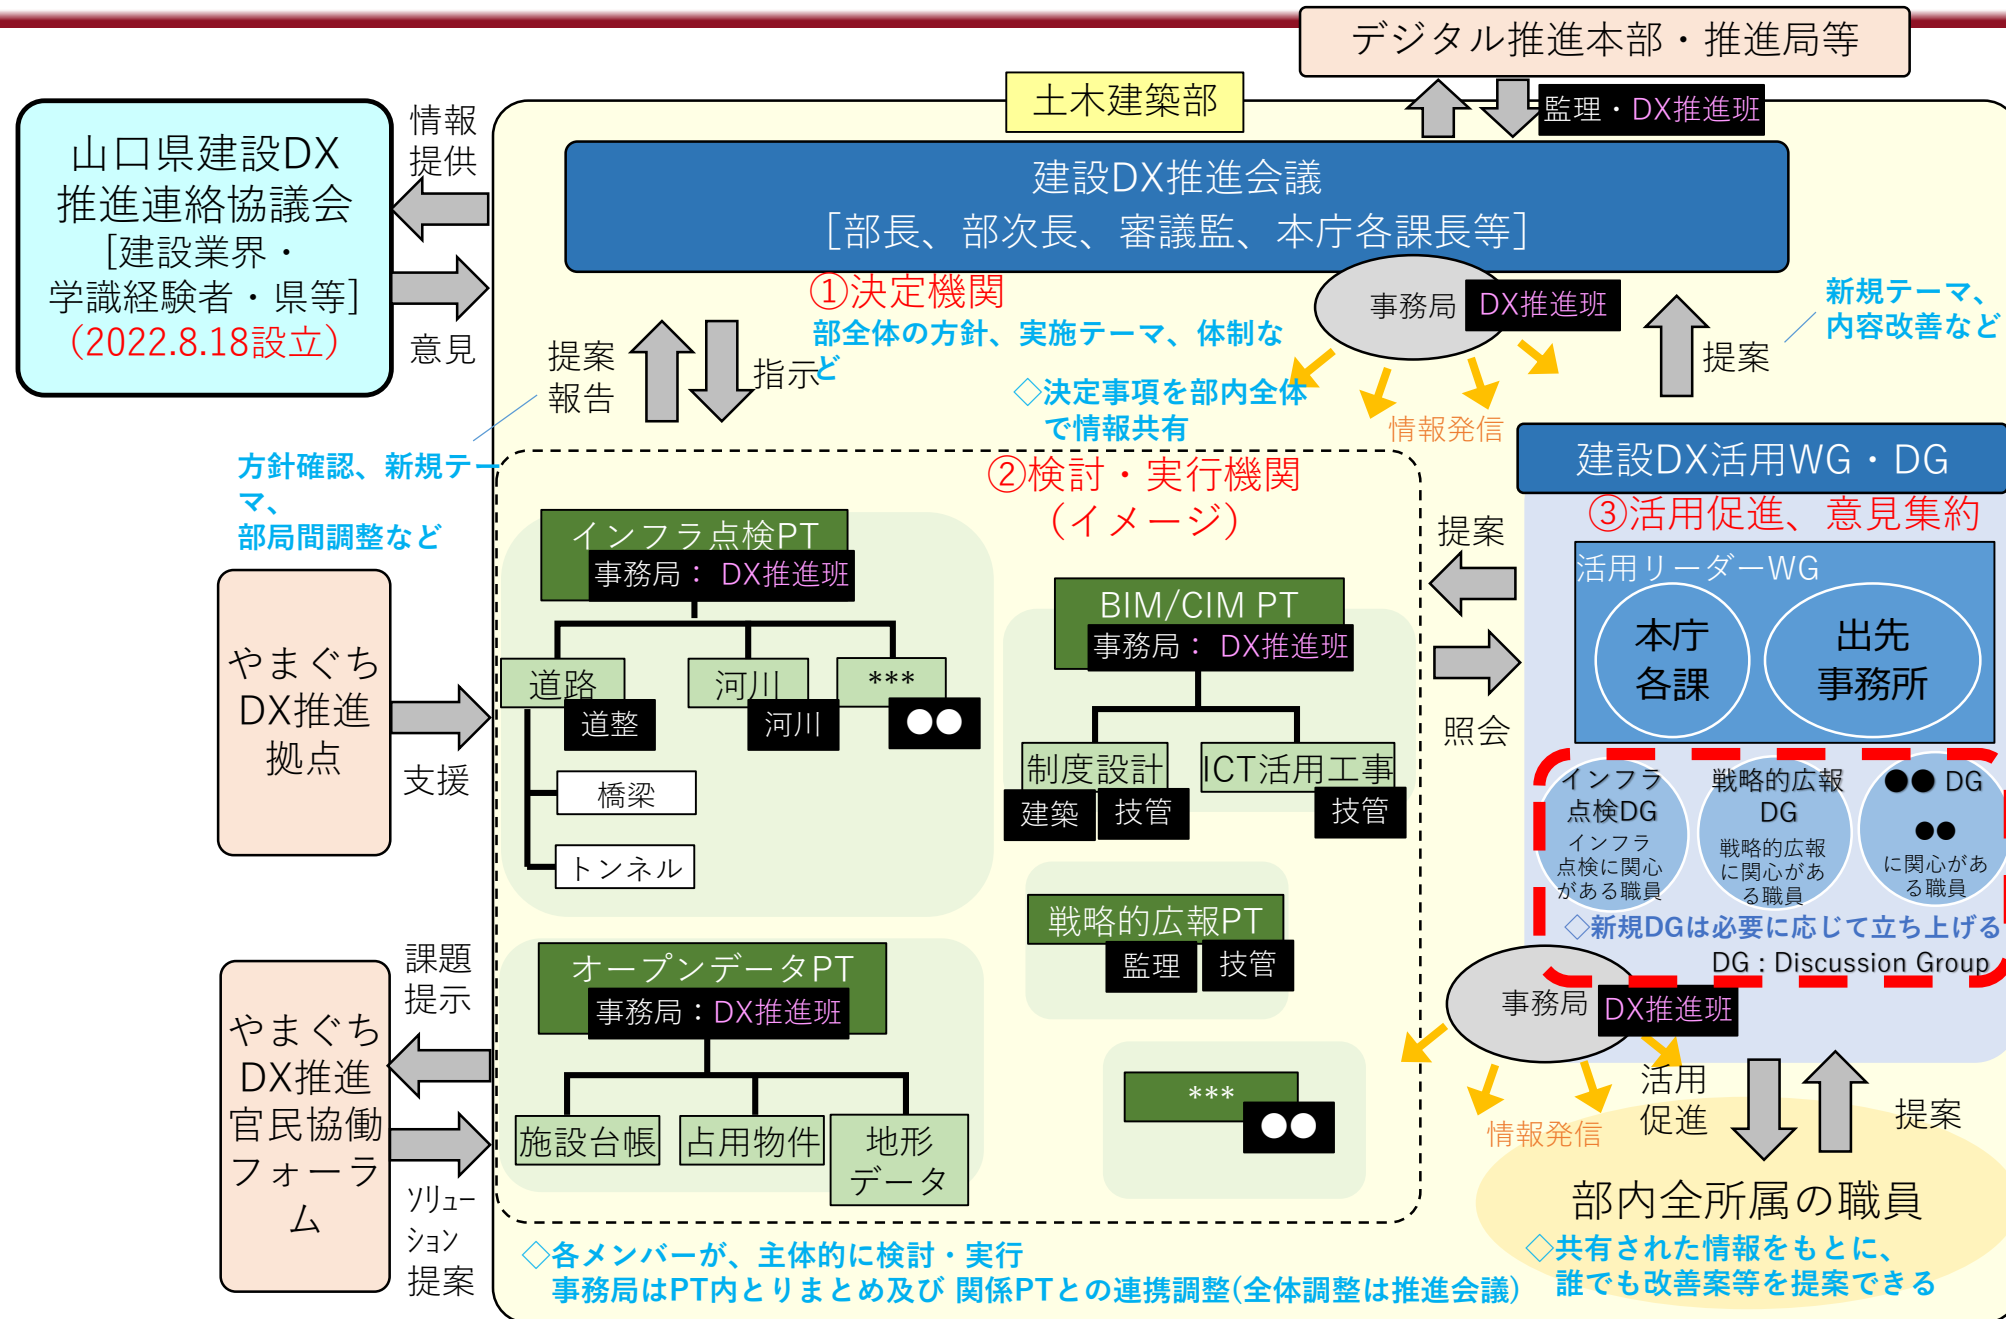 デジタル推進本部・推進局等
土木建築部
監理・DX推進班
山口県建設DX
推進連絡協議会
[建設業界・
学識経験者・県等]
(2022.8.18設立)
情報
提供
意見
建設DX推進会議
[部長、部次長、審議監、本庁各課長等]
①決定機関
部全体の方針、実施テーマ、体制な
ど
事務局
DX推進班
◇決定事項を部内全体
で情報共有
情報発信
提案
新規テーマ、
内容改善など
提案
報告
指示
方針確認、新規テー
マ、
部局間調整など
②検討・実行機関
(イメージ)
インフラ点検PT
事務局：DX推進班
道路
道整
河川
河川
***
●●
橋梁
トンネル
BIM/CIM PT
事務局：DX推進班
制度設計
建築
技管
ICT活用工事
技管
戦略的広報PT
監理
技管
オープンデータPT
事務局：DX推進班
施設台帳
占用物件
地形
データ
***
●●
◇各メンバーが、主体的に検討・実行
事務局はPT内とりまとめ及び 関係PTとの連携調整(全体調整は推進会議)
やまぐち
DX推進
拠点
支援
やまぐち
DX推進
官民協働
フォーラ
ム
課題
提示
ｿﾘｭｰ
ｼｮﾝ
提案
提案
照会
建設DX活用WG・DG
③活用促進、意見集約
活用リーダーWG
本庁
各課
出先
事務所
インフラ
点検DG
インフラ
点検に関心
がある職員
戦略的広報
DG
戦略的広報
に関心があ
る職員
●● DG
●●
に関心があ
る職員
◇新規DGは必要に応じて立ち上げる
DG : Discussion Group
事務局
DX推進班
情報発信
活用
促進
提案
部内全所属の職員
◇共有された情報をもとに、
誰でも改善案等を提案できる